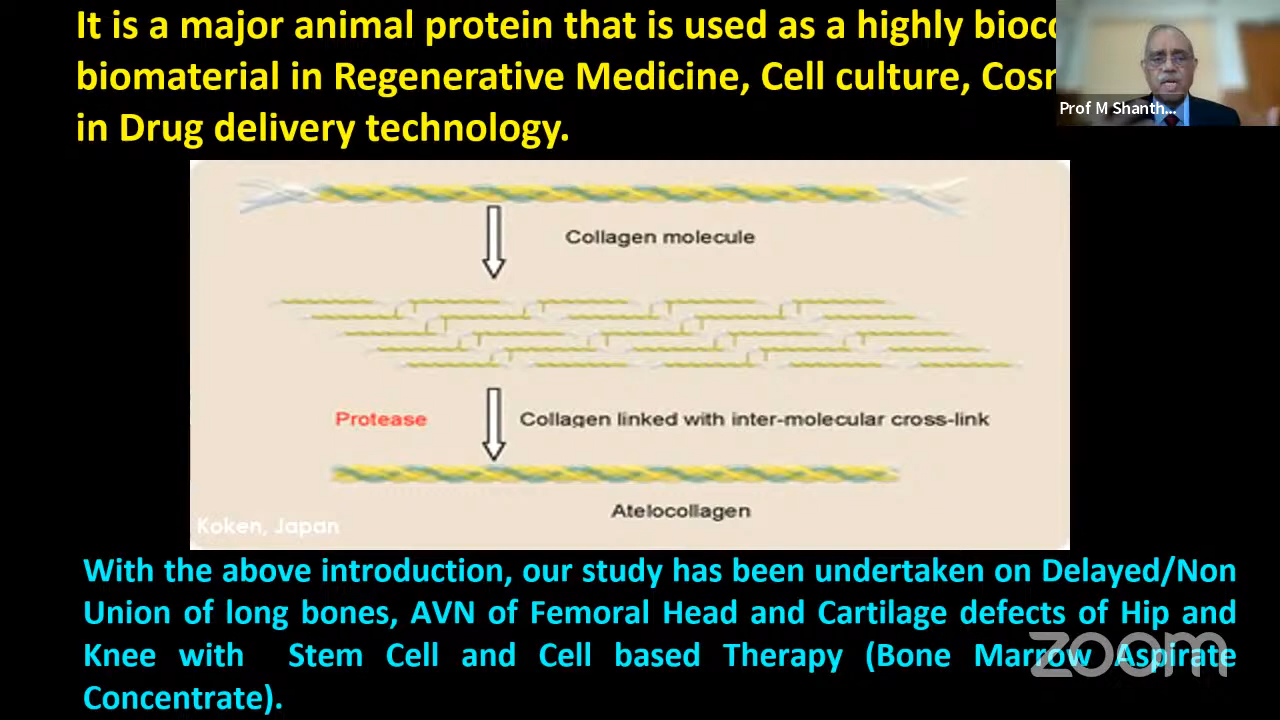 It is a major animal protein that is used as a highly
biomaterial in Regenerative Medicine, Cell culture,
in Drug delivery technology.
Prof M Shanth...
Collagen molecule
Protease
Collagen linked with inter-molecular cross-link
Atelocollagen
Koken, Japan
With the above introduction, our study has been undertaken on Delayed/Non
Union of long bones, AVN of Femoral Head and Cartilage defects of Hip and
Knee with Stem Cell and Cell based Therapy (Bone Marrow Aspirate
Concentrate).
zoom